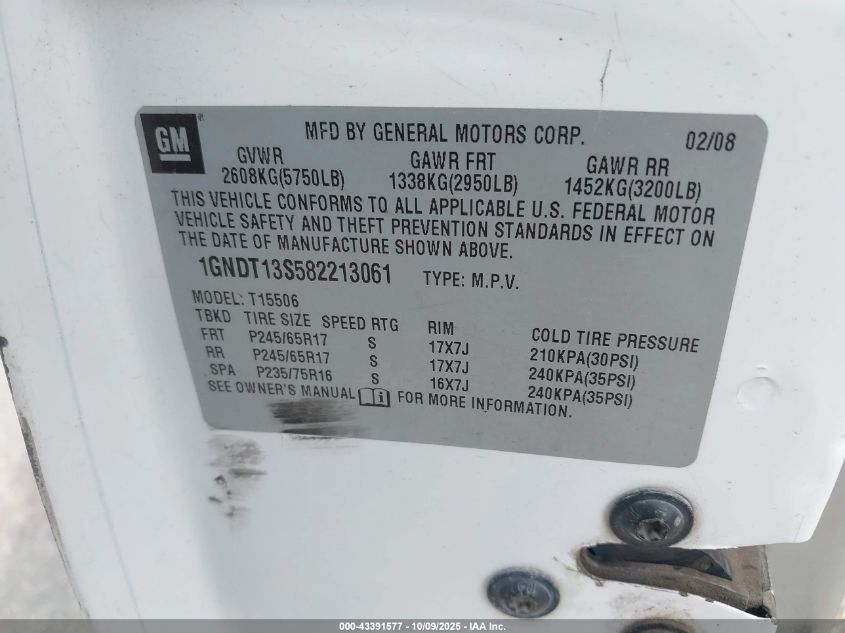 GM
MFD BY GENERAL MOTORS CORP. 02/08
GVWR GAWR FRT GAWR RR
2608KG(5750LB) 1338KG(2950LB) 1452KG(3200LB)
THIS VEHICLE CONFORMS TO ALL APPLICABLE U.S. FEDERAL MOTOR
VEHICLE SAFETY AND THEFT PREVENTION STANDARDS IN EFFECT ON
THE DATE OF MANUFACTURE SHOWN ABOVE.
1GNDT13S582213061 TYPE: M.P.V.
MODEL: T15506
TBKD TIRE SIZE SPEED RTG RIM COLD TIRE PRESSURE
FRT P245/65R17 S 17X7J 210KPA(30PSI)
RR P245/65R17 S 17X7J 240KPA(35PSI)
SPA P235/75R16 S 16X7J 240KPA(35PSI)
SEE OWNER'S MANUAL FOR MORE INFORMATION.
000-43391577 - 10/09/2025 - IAA Inc.